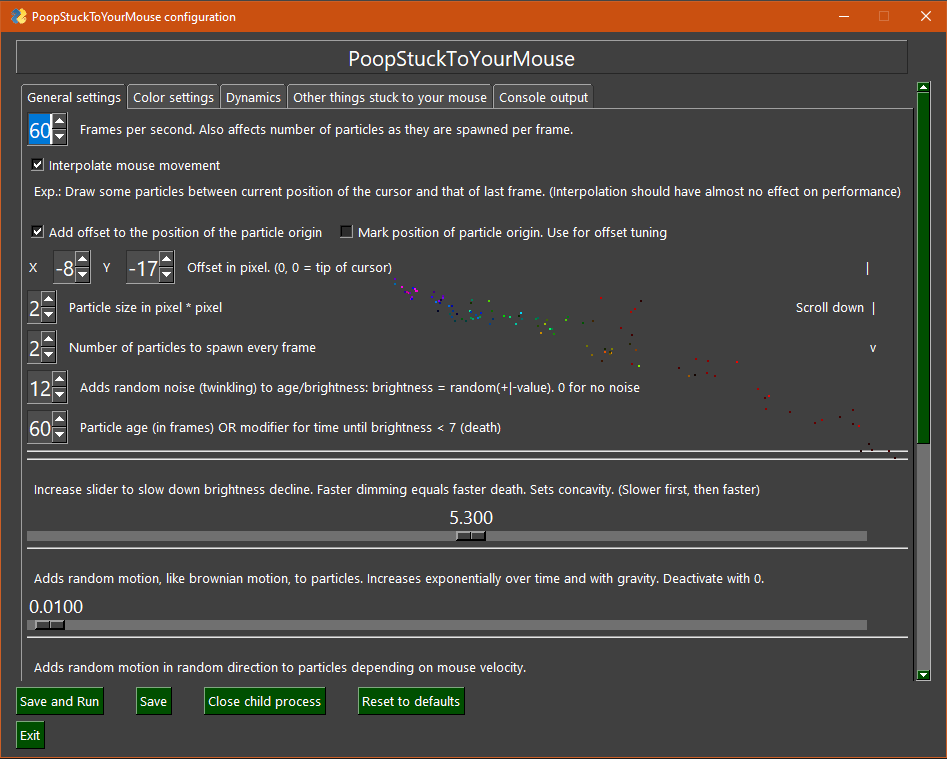 PoopStuckToYourMouse configuration
PoopStuckToYourMouse
General settings Color settings Dynamics Other things stuck to your mouse Console output
60 Frames per second. Also affects number of particles as they are spawned per frame.
Interpolate mouse movement
Exp.: Draw some particles between current position of the cursor and that of last frame. (Interpolation should have almost no effect on performance)
Add offset to the position of the particle origin Mark position of particle origin. Use for offset tuning
X -8 Y -17 Offset in pixel. (0, 0 = tip of cursor) |
2 Particle size in pixel * pixel Scroll down |
2 Number of particles to spawn every frame v
12 Adds random noise (twinkling) to age/brightness: brightness = random(+|-value). 0 for no noise
60 Particle age (in frames) OR modifier for time until brightness < 7 (death)
Increase slider to slow down brightness decline. Faster dimming equals faster death. Sets concavity. (Slower first, then faster)
5.300
Adds random motion, like brownian motion, to particles. Increases exponentially over time and with gravity. Deactivate with 0.
0.0100
Adds random motion in random direction to particles depending on mouse velocity.
Save and Run Save Close child process Reset to defaults
Exit